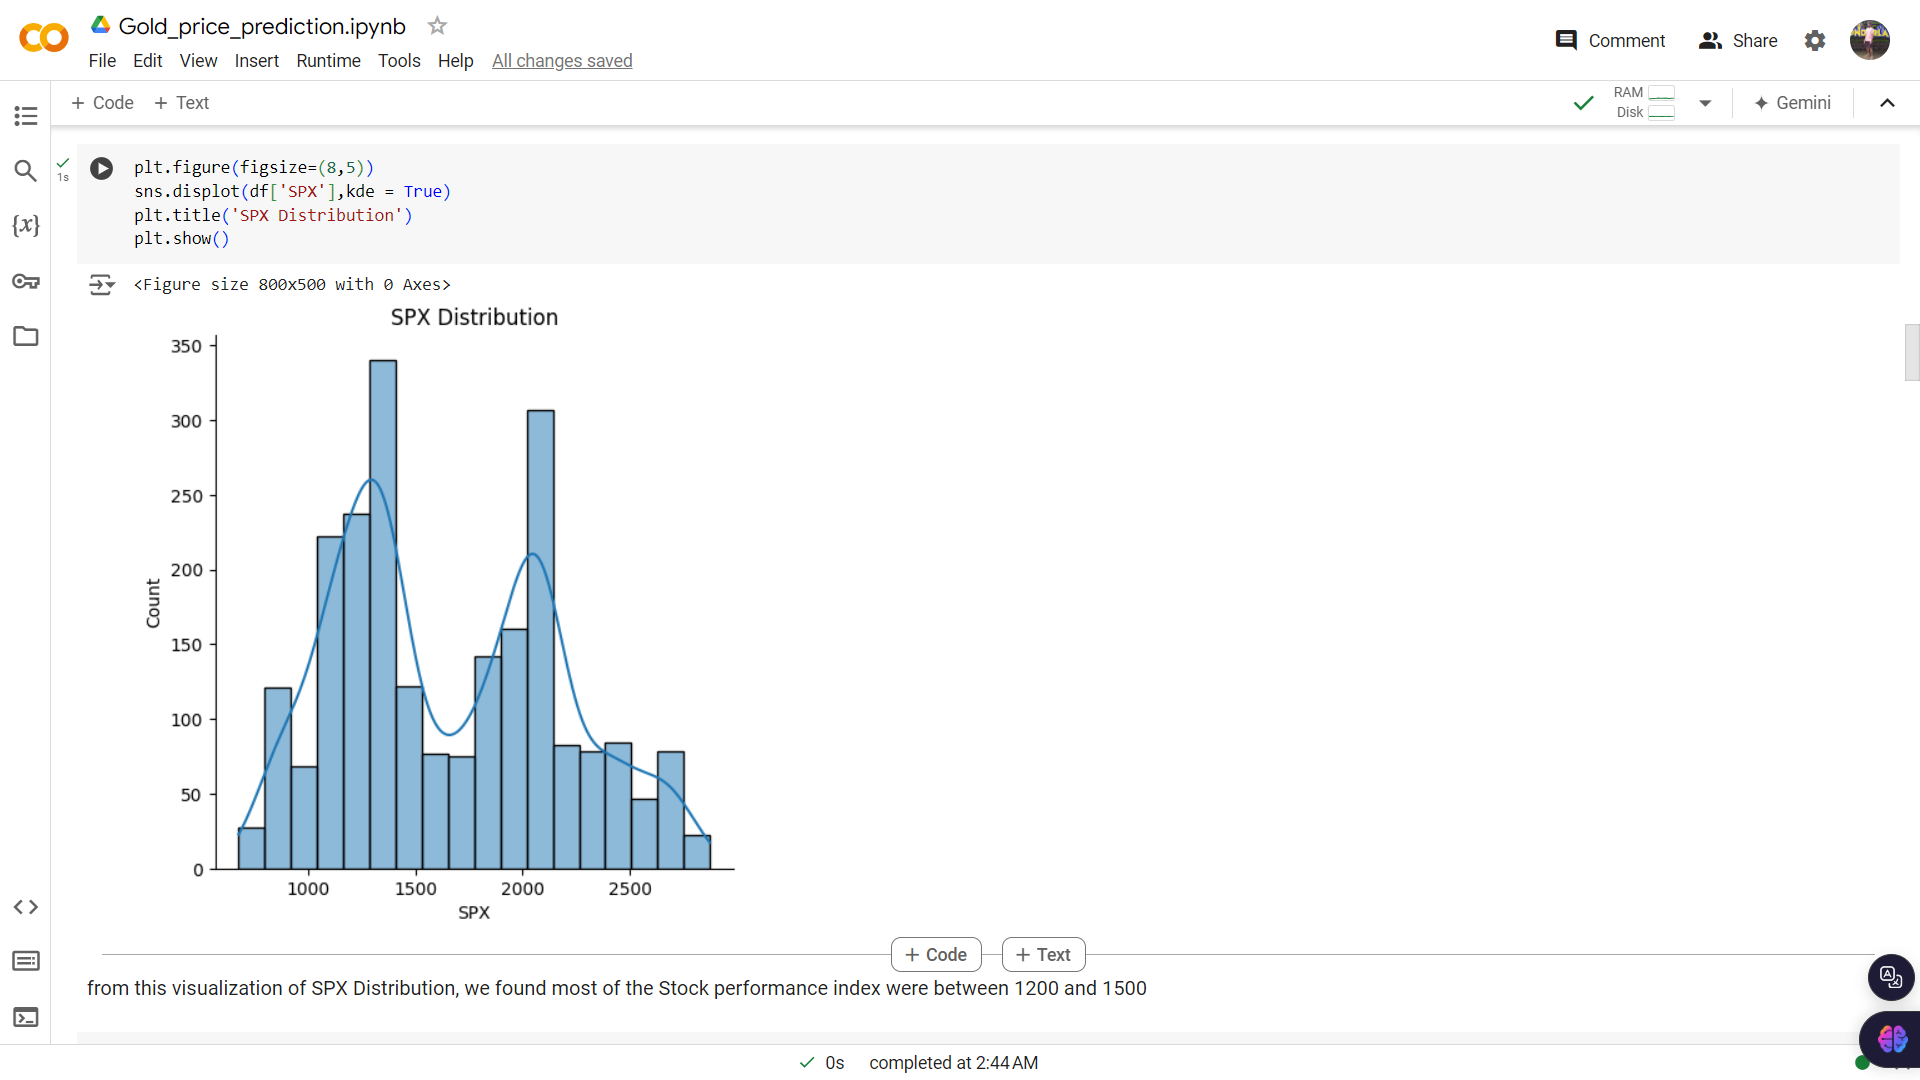 Gold_price_prediction.ipynb
File Edit View Insert Runtime Tools Help All changes saved
Comment Share
+ Code + Text
RAM
Disk
Gemini
1s
plt.figure(figsize=(8,5))
sns.displot(df['SPX'],kde = True)
plt.title('SPX Distribution')
plt.show()
<Figure size 800x500 with 0 Axes>
SPX Distribution
350
300
250
200
150
100
50
0
Count
1000 1500 2000 2500
SPX
+ Code + Text
from this visualization of SPX Distribution, we found most of the Stock performance index were between 1200 and 1500
0s completed at 2:44 AM